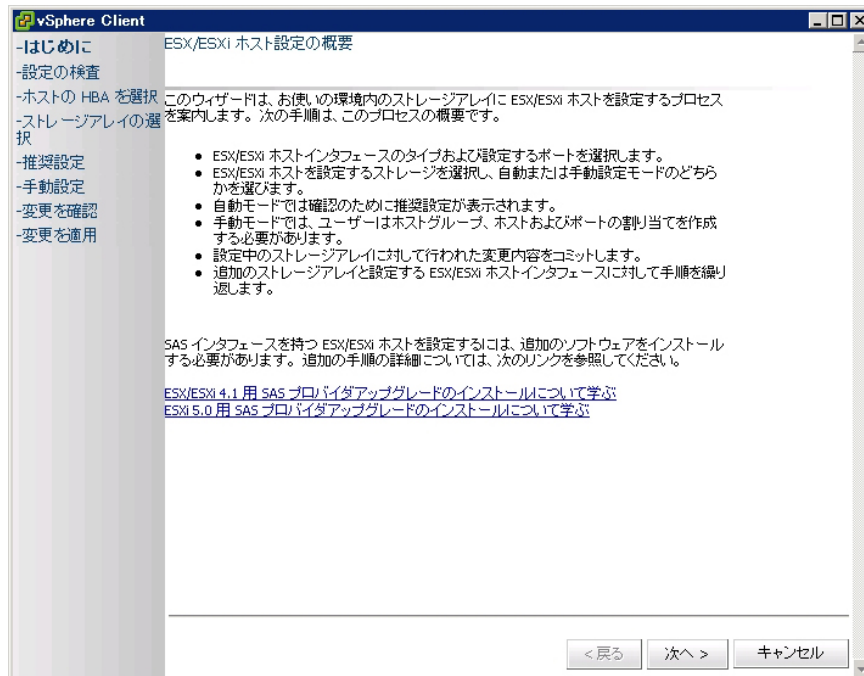 vSphere Client
-はじめに
-設定の検査
-ホストの HBA を選択
-ストレージアレイの選
択
-推奨設定
-手動設定
-変更を確認
-変更を適用
ESX/ESXi ホスト設定の概要
このウィザードは、お使いの環境内のストレージアレイに ESX/ESXi ホストを設定するプロセス
を案内します。次の手順は、このプロセスの概要です。
● ESX/ESXi ホストインタフェースのタイプおよび設定するポートを選択します。
● ESX/ESXi ホストを設定するストレージを選択し、自動または手動設定モードのどちら
かを選びます。
● 自動モードでは確認のために推奨設定が表示されます。
● 手動モードでは、ユーザーはホストグループ、ホストおよびポートの割り当てを作成
する必要があります。
● 設定中のストレージアレイに対して行われた変更内容をコミットします。
● 追加のストレージアレイと設定する ESX/ESXi ホストインタフェースに対して手順を繰り
返します。
SAS インタフェースを持つ ESX/ESXi ホストを設定するには、追加のソフトウェアをインストール
する必要があります。追加の手順の詳細については、次のリンクを参照してください。
ESX/ESXi 4.1 用 SAS プロバイダアップグレードのインストールについて学ぶ
ESXi 5.0 用 SAS プロバイダアップグレードのインストールについて学ぶ
< 戻る 次へ > キャンセル